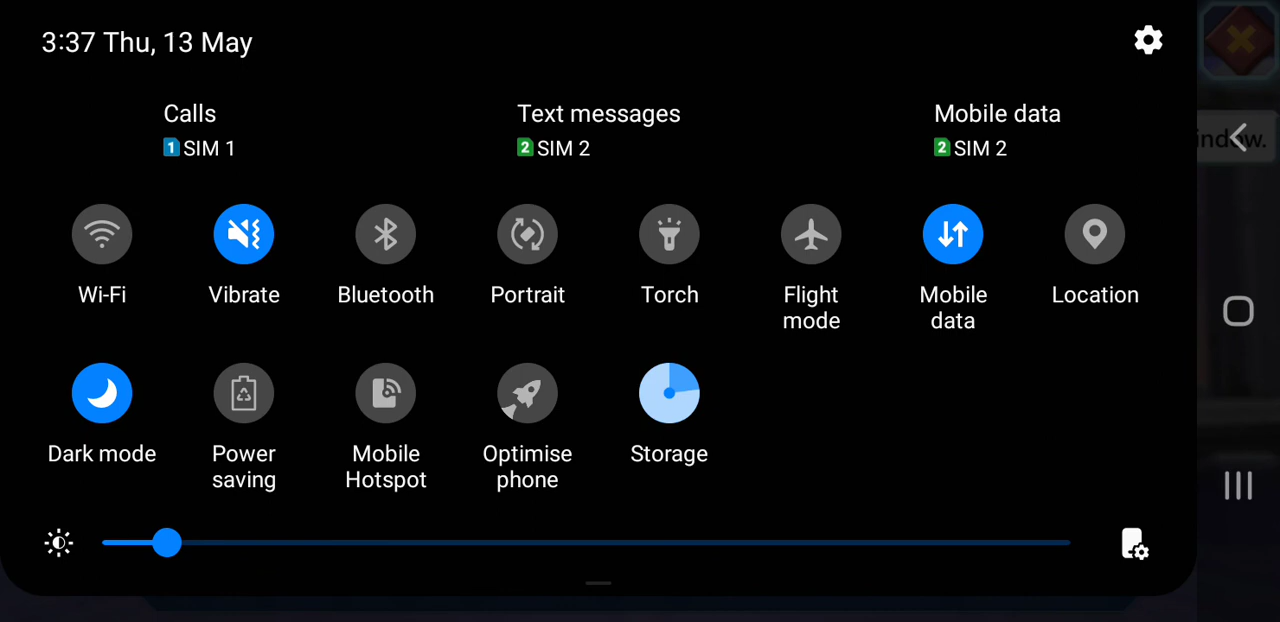 3:37 Thu, 13 May
Calls
1 SIM 1
Text messages
2 SIM 2
Mobile data
2 SIM 2
indow.
Wi-Fi
Vibrate
Bluetooth
Portrait
Torch
Flight
mode
Mobile
data
Location
Dark mode
Power
saving
Mobile
Hotspot
Optimise
phone
Storage